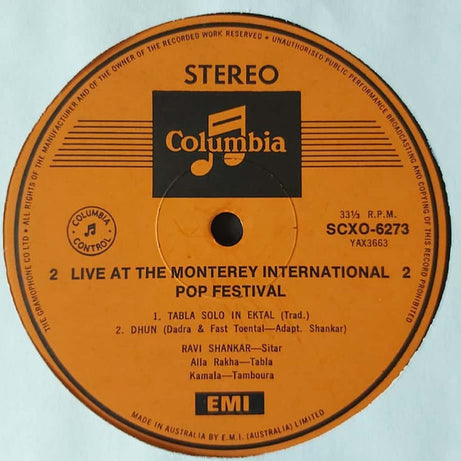 THE GRAMOPHONE CO LTD • ALL RIGHTS OF THE MANUFACTURER AND OF THE OWNER OF THE RECORDED WORK RESERVED • UNAUTHORISED PUBLIC PERFORMANCE BROADCASTING AND COPYING OF THIS RECORD PROHIBITED
STEREO
Columbia
COLUMBIA
CONTROL
33⅓ R.P.M.
SCXO-6273
YAX3663
2 LIVE AT THE MONTEREY INTERNATIONAL 2
POP FESTIVAL
1. TABLA SOLO IN EKTAL (Trad.)
2. DHUN (Dadra & Fast Toental—Adapt. Shankar)
RAVI SHANKAR—Sitar
Alla Rakha—Tabla
Kamala—Tamboura
EMI
MADE IN AUSTRALIA BY E.M.I. (AUSTRALIA) LIMITED